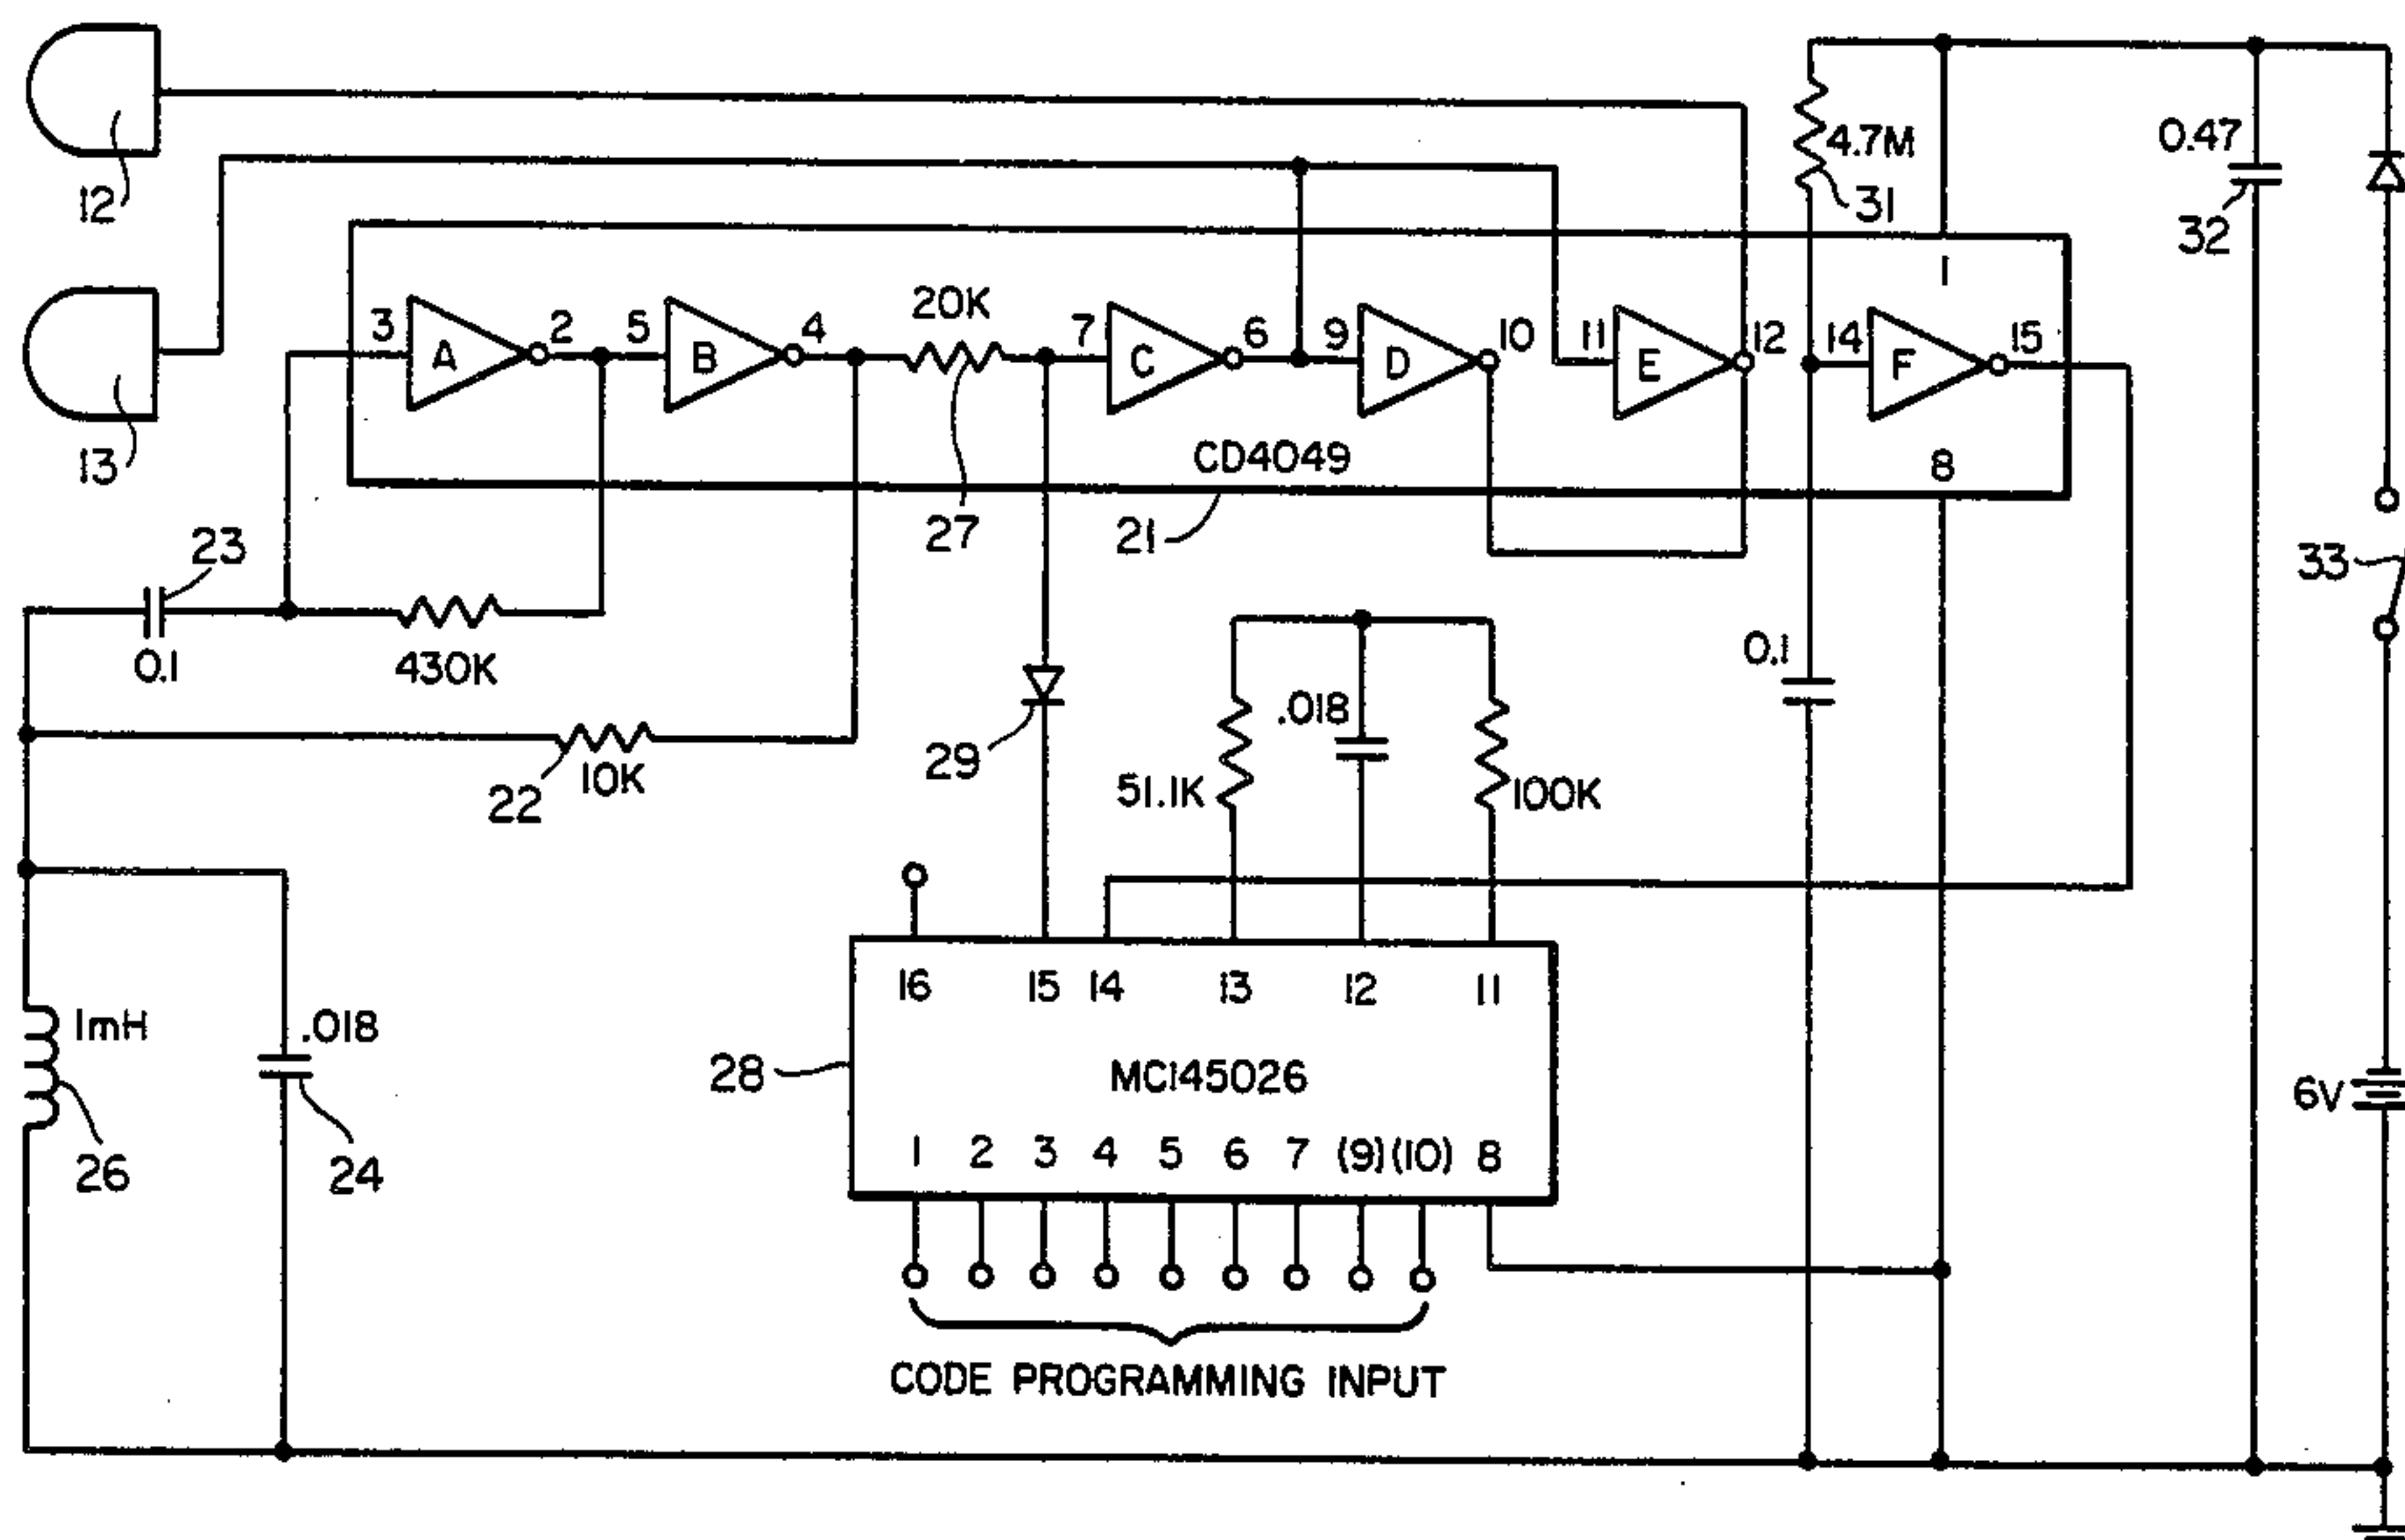 12
13
3
A
2
5
B
4
20K
27
7
C
6
9
D
10
11
E
12
14
F
15
1
8
CD4049
21
4.7M
31
0.47
32
33
6V
23
0.1
430K
22
10K
29
51.1K
.018
100K
0.1
1mH
26
.018
24
28
16 15 14 13 12 11
MC145026
1 2 3 4 5 6 7 (9) (10) 8
CODE PROGRAMMING INPUT